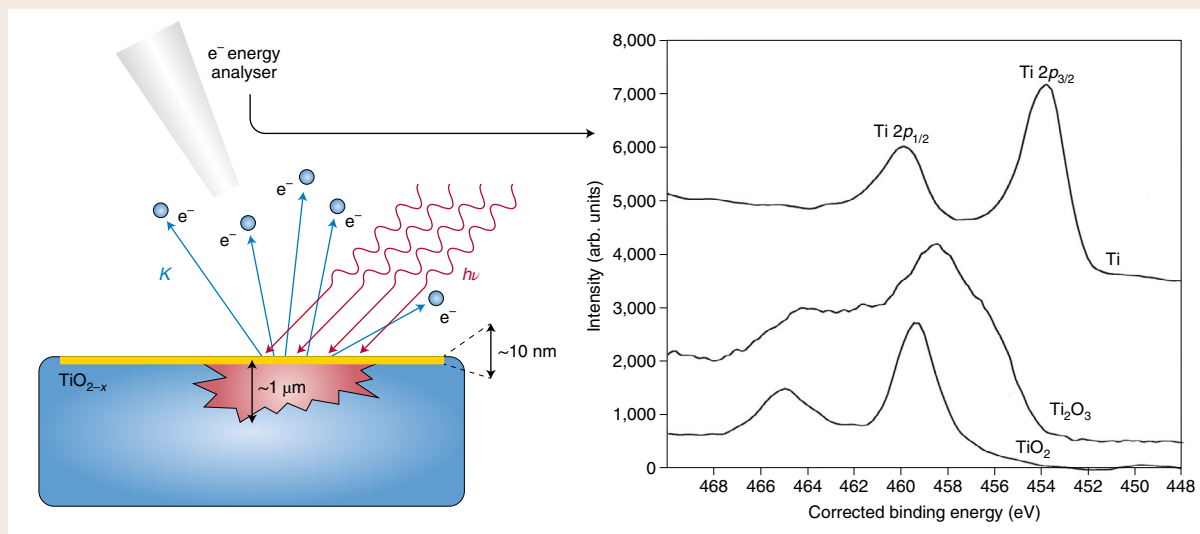 e⁻ energy
analyser
e⁻
e⁻
e⁻
e⁻
e⁻
K
hν
~10 nm
TiO₂₋ₓ
~1 μm
8,000
7,000
6,000
5,000
4,000
3,000
2,000
1,000
0
Intensity (arb. units)
Ti 2p₃/₂
Ti 2p₁/₂
Ti
Ti₂O₃
TiO₂
468 466 464 462 460 458 456 454 452 450 448
Corrected binding energy (eV)